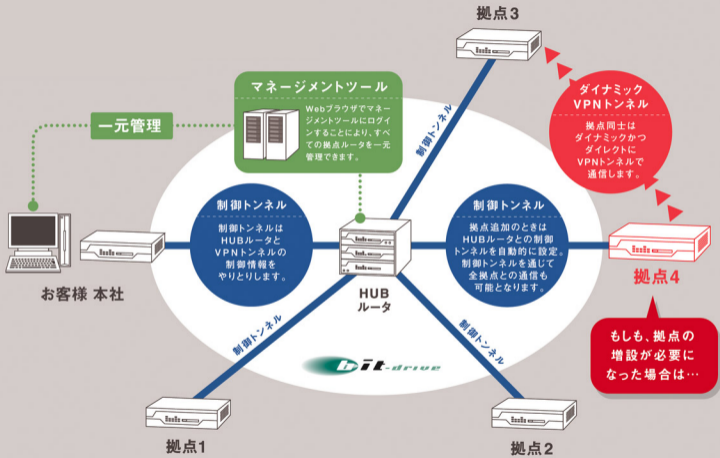 拠点3
マネージメントツール
Webブラウザでマネー
ジメントツールにログイ
ンすることにより、すべ
ての拠点ルータを一元
管理できます。
ダイナミック
VPNトンネル
拠点同士は
ダイナミックかつ
ダイレクトに
VPNトンネルで
通信します。
一元管理
制御トンネル
制御トンネル
制御トンネルは
HUBルータと
VPNトンネルの
制御情報を
やりとりします。
制御トンネル
拠点追加のときは
HUBルータとの制御
トンネルを自動的に設定。
制御トンネルを通じて
全拠点との通信も
可能となります。
お客様 本社
HUB
ルータ
拠点4
もしも、拠点の
増設が必要に
なった場合は…
制御トンネル
制御トンネル
bit-drive
拠点1
拠点2